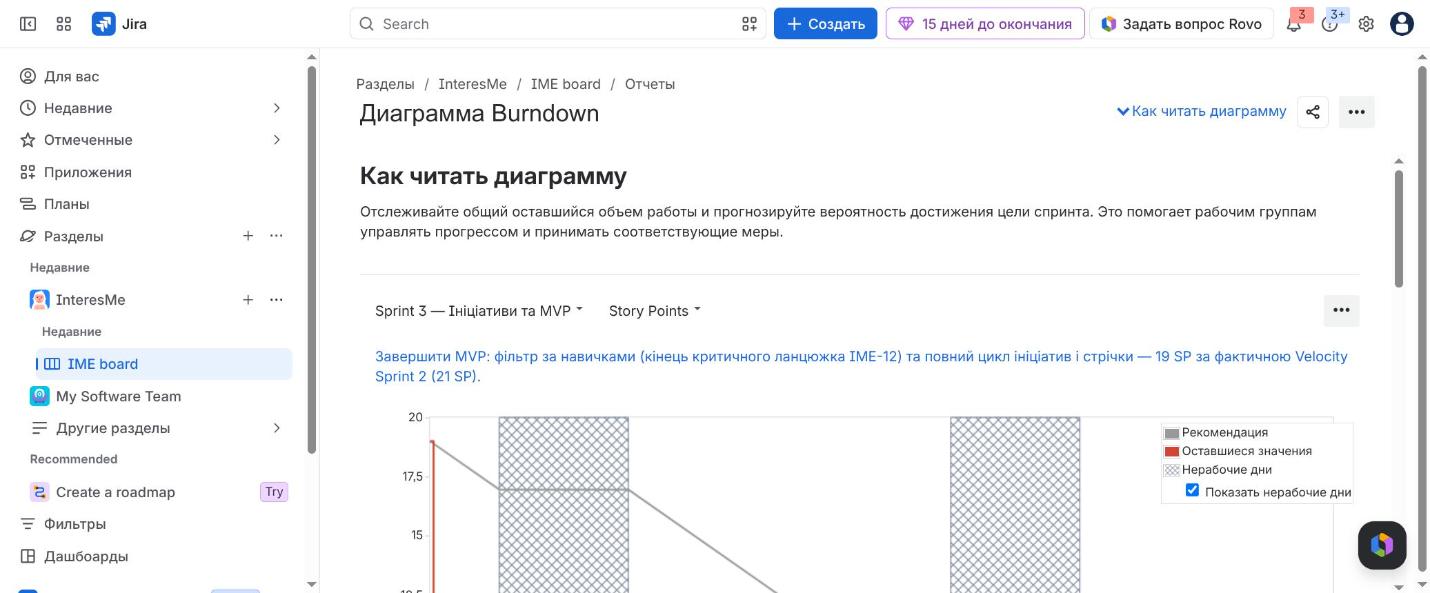 Jira
Search
Создать
15 дней до окончания
Задать вопрос Rovo
3
3+
Для вас
Недавние
Отмеченные
Приложения
Планы
Разделы
Недавние
InteresMe
Недавние
IME board
My Software Team
Другие разделы
Recommended
Create a roadmap
Try
Фильтры
Дашборды
Разделы / InteresMe / IME board / Отчеты
Диаграмма Burndown
Как читать диаграмму
Как читать диаграмму
Отслеживайте общий оставшийся объем работы и прогнозируйте вероятность достижения цели спринта. Это помогает рабочим группам
управлять прогрессом и принимать соответствующие меры.
Sprint 3 — Ініціативи та MVP
Story Points
Завершити MVP: фільтр за навичками (кінець критичного ланцюжка IME-12) та повний цикл ініціатив і стрічки — 19 SP за фактичною Velocity
Sprint 2 (21 SP).
20
17,5
15
Рекомендация
Оставшиеся значения
Нерабочие дни
Показать нерабочие дни